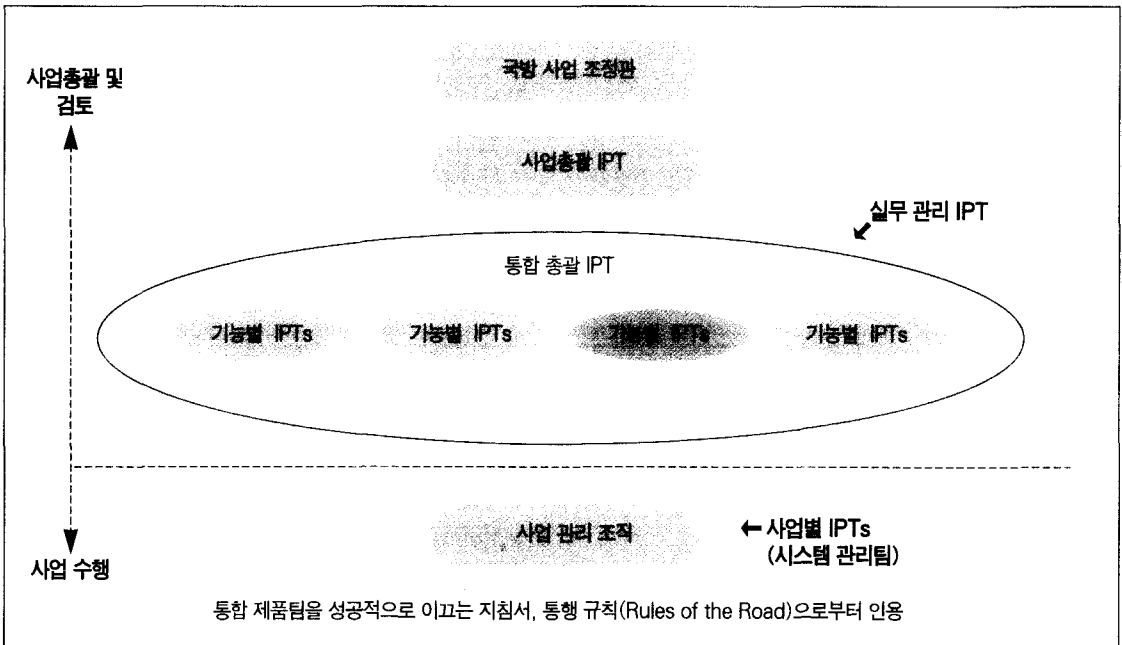 사업총괄 및
검토
국방 사업 조정관
사업총괄 IPT
실무 관리 IPT
통합 총괄 IPT
기능별 IPTs
기능별 IPTs
기능별 IPTs
기능별 IPTs
사업 관리 조직
사업별 IPTs
(시스템 관리팀)
사업 수행
통합 제품팀을 성공적으로 이끄는 지침서, 통행 규칙(Rules of the Road)으로부터 인용